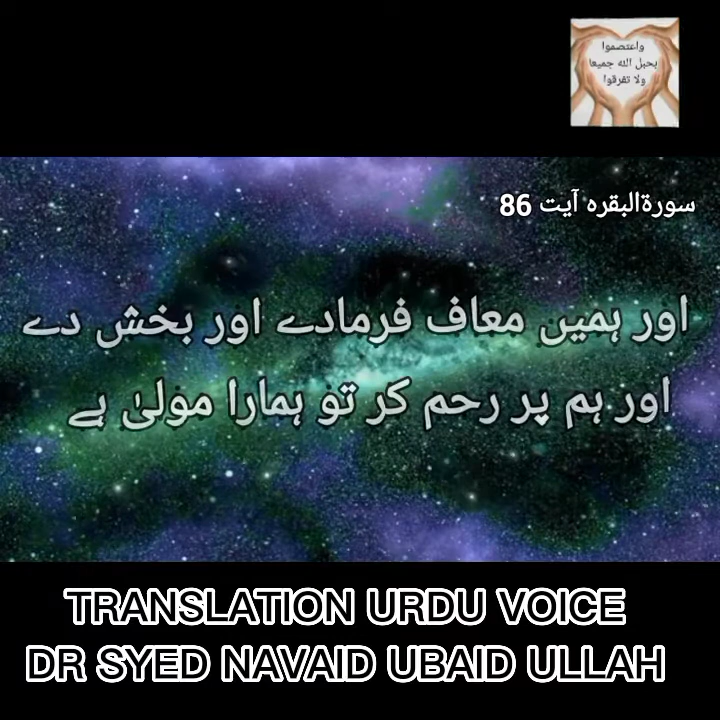 واعتصموا
بحبل الله جميعا
ولا تفرقوا
سورةالبقرہ آیت 86
اور ہمیں معاف فرمادے اور بخش دے
اور ہم پر رحم کر تو ہمارا مولیٰ ہے
TRANSLATION URDU VOICE
DR SYED NAVAID UBAID ULLAH